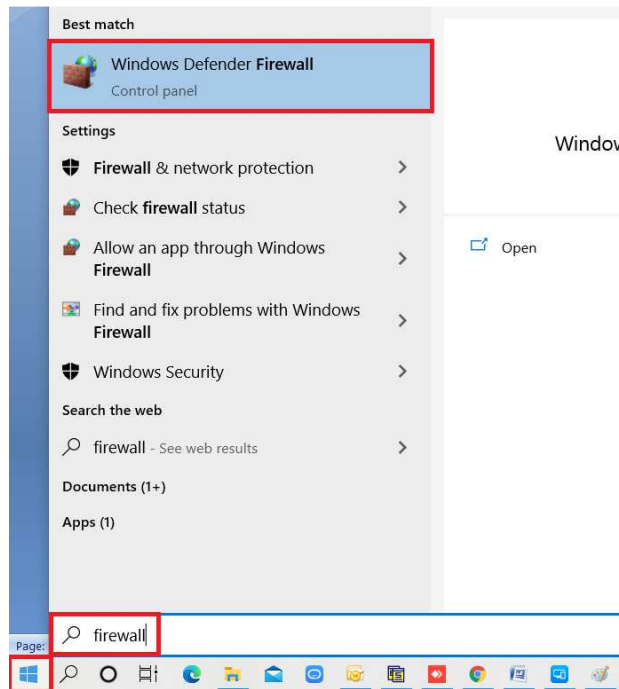 Best match
Windows Defender Firewall
Control panel
Settings
Firewall & network protection
Check firewall status
Allow an app through Windows
Firewall
Find and fix problems with Windows
Firewall
Windows Security
Search the web
firewall - See web results
Documents (1+)
Apps (1)
Open
firewall
Page: